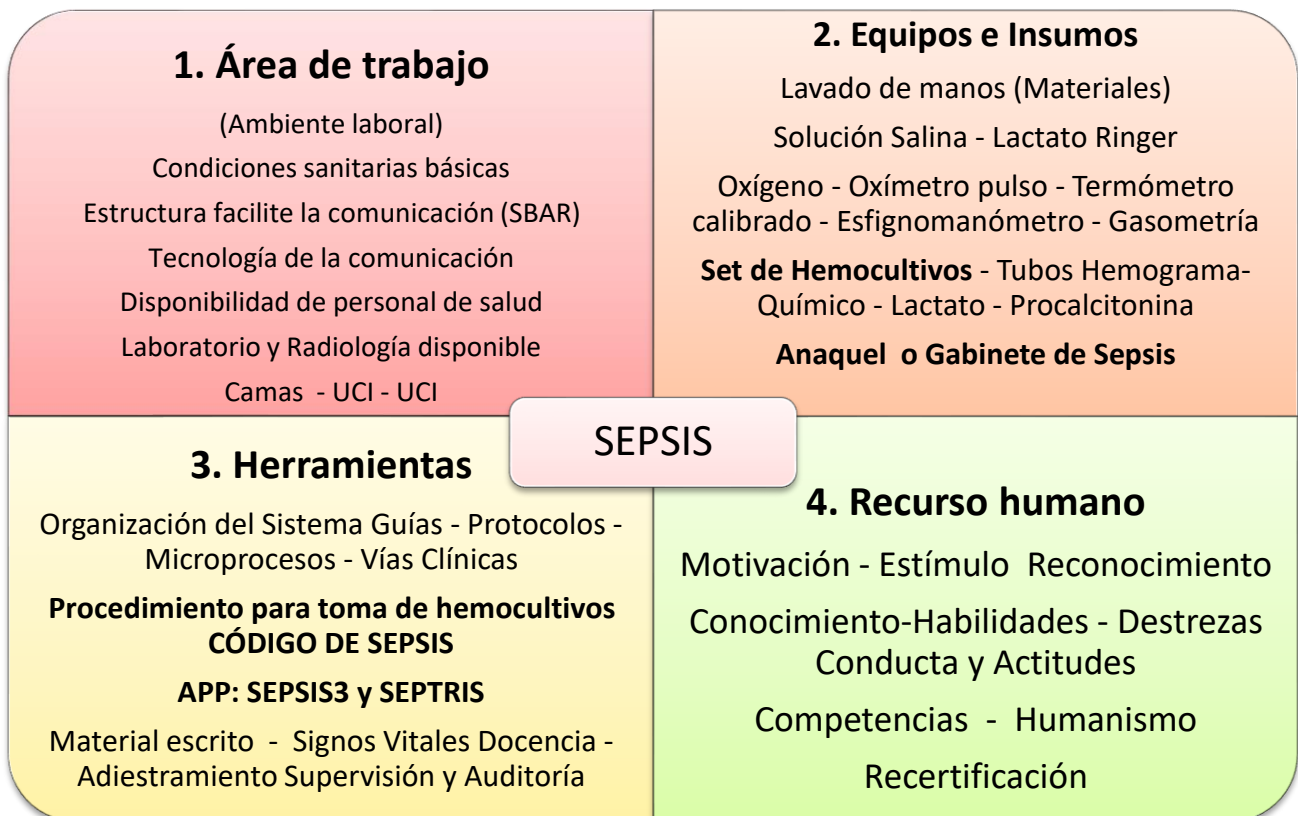 1. Área de trabajo
(Ambiente laboral)
Condiciones sanitarias básicas
Estructura facilite la comunicación (SBAR)
Tecnología de la comunicación
Disponibilidad de personal de salud
Laboratorio y Radiología disponible
Camas - UCI - UCI
2. Equipos e Insumos
Lavado de manos (Materiales)
Solución Salina - Lactato Ringer
Oxígeno - Oxímetro pulso - Termómetro
calibrado - Esfignomanómetro - Gasometría
Set de Hemocultivos - Tubos Hemograma-
Químico - Lactato - Procalcitonina
Anaquel o Gabinete de Sepsis
SEPSIS
3. Herramientas
Organización del Sistema Guías - Protocolos -
Microprocesos - Vías Clínicas
Procedimiento para toma de hemocultivos
CÓDIGO DE SEPSIS
APP: SEPSIS3 y SEPTRIS
Material escrito - Signos Vitales Docencia -
Adiestramiento Supervisión y Auditoría
4. Recurso humano
Motivación - Estímulo Reconocimiento
Conocimiento-Habilidades - Destrezas
Conducta y Actitudes
Competencias - Humanismo
Recertificación